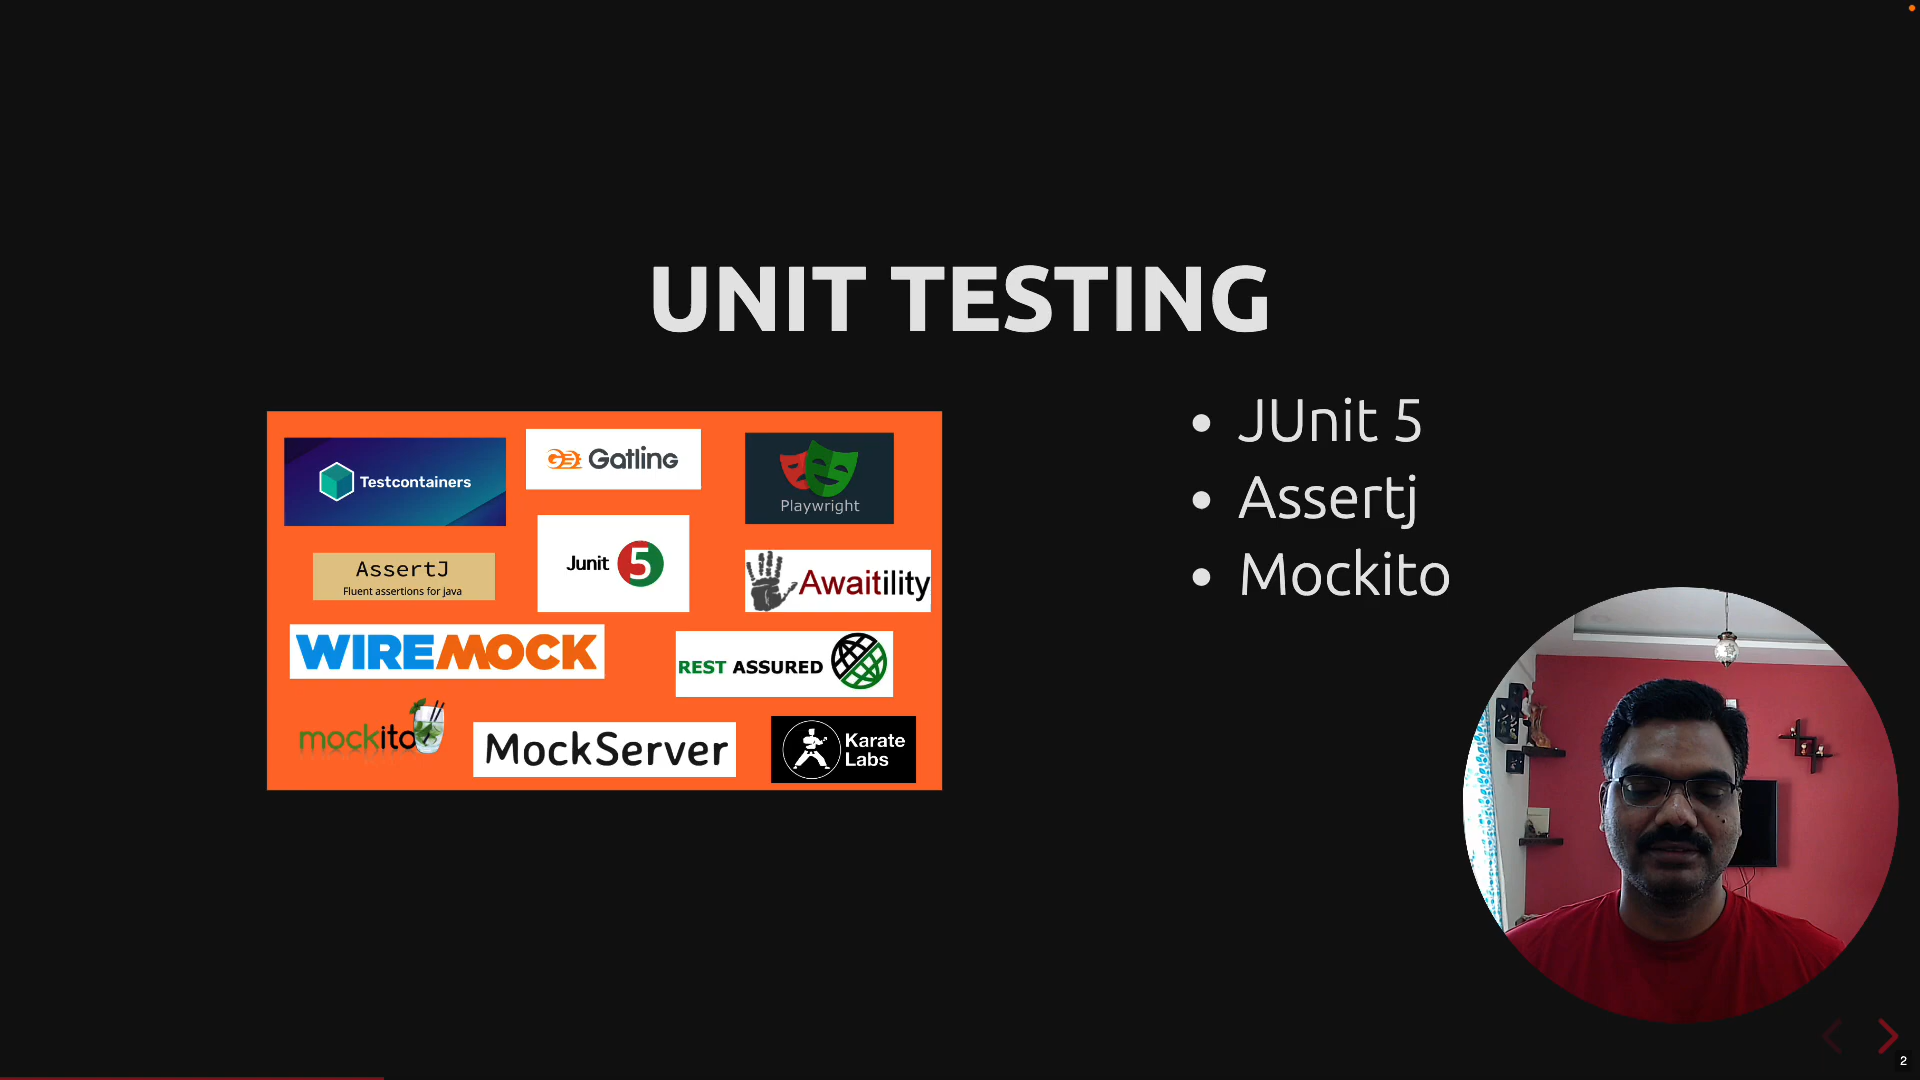 UNIT TESTING
Testcontainers
Gatling
Playwright
AssertJ
Fluent assertions for java
Junit 5
Awaitility
WIREMOCK
REST ASSURED
mockito
MockServer
Karate
Labs
• JUnit 5
• Assertj
• Mockito
2